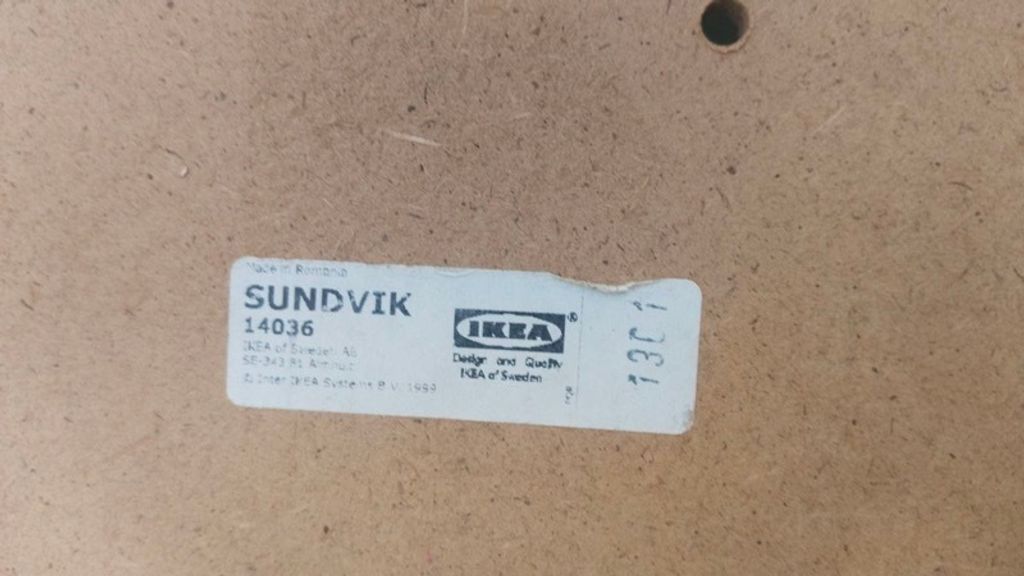 Made in Romania
SUNDVIK
14036
IKEA of Sweden AB
SE-343 81 Älmhult
© Inter IKEA Systems B.V. 1999
IKEA®
Design and Quality
IKEA of Sweden